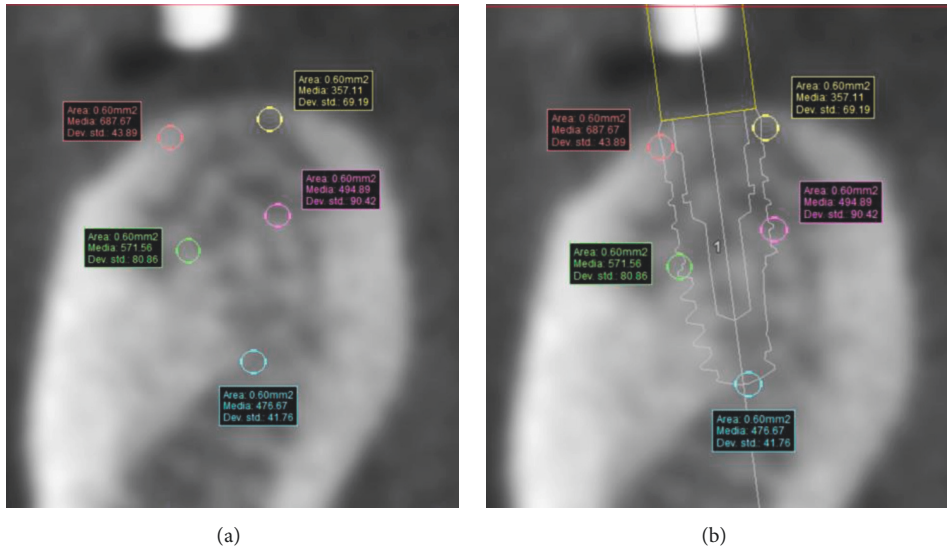 Area: 0.60mm2
Media: 357.11
Dev. std.: 69.19
Area: 0.60mm2
Media: 687.67
Dev. std.: 43.89
Area: 0.60mm2
Media: 494.89
Dev. std.: 90.42
Area: 0.60mm2
Media: 571.56
Dev. std.: 80.86
Area: 0.60mm2
Media: 476.67
Dev. std.: 41.76
(a)
Area: 0.60mm2
Media: 357.11
Dev. std.: 69.19
Area: 0.60mm2
Media: 687.67
Dev. std.: 43.89
Area: 0.60mm2
Media: 494.89
Dev. std.: 90.42
1
Area: 0.60mm2
Media: 571.56
Dev. std.: 80.86
Area: 0.60mm2
Media: 476.67
Dev. std.: 41.76
(b)